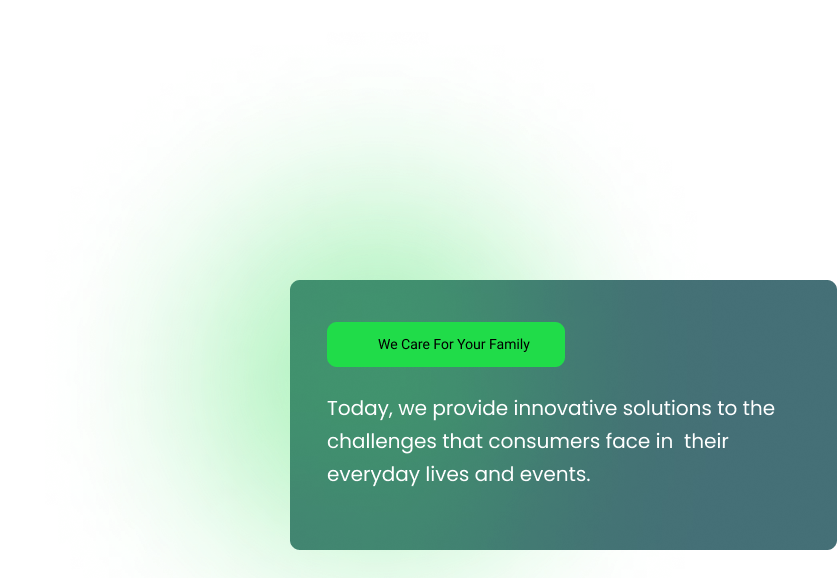 We Care For Your Family
Today, we provide innovative solutions to the
challenges that consumers face in  their
everyday lives and events.